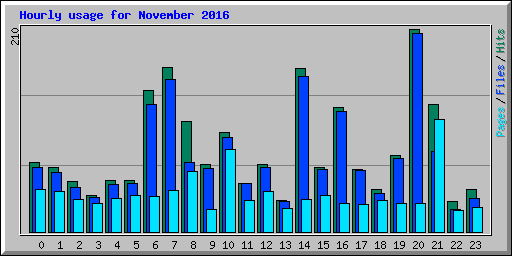 Hourly usage for November 2016
210
Pages/Files/Hits
0 1 2 3 4 5 6 7 8 9 10 11 12 13 14 15 16 17 18 19 20 21 22 23